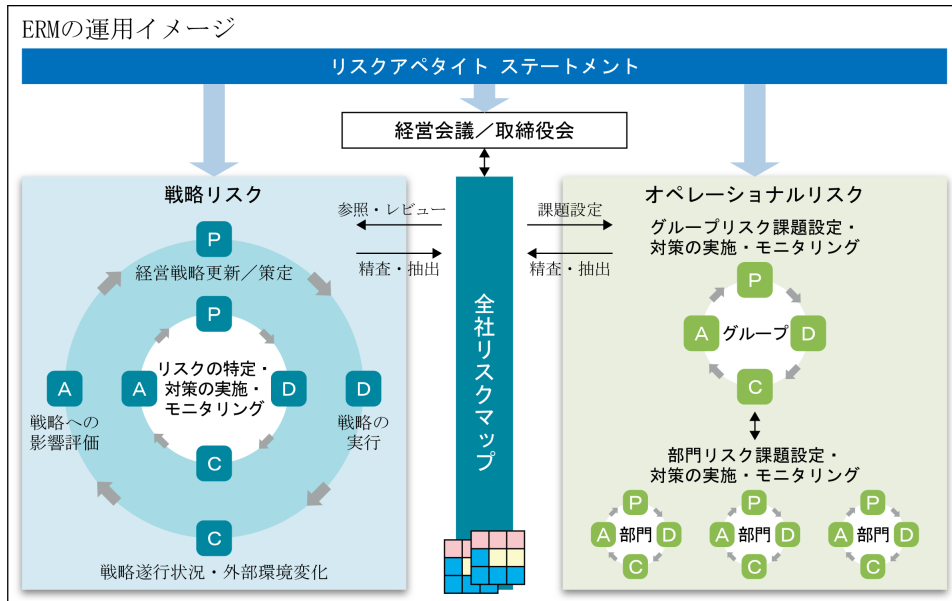 ERMの運用イメージ
リスクアペタイト ステートメント
経営会議／取締役会
戦略リスク
P
経営戦略更新／策定
P
リスクの特定・
対策の実施・
モニタリング
A
A
D
D
戦略への
影響評価
戦略の
実行
C
C
戦略遂行状況・外部環境変化
参照・レビュー
精査・抽出
課題設定
精査・抽出
全社リスクマップ
オペレーショナルリスク
グループリスク課題設定・
対策の実施・モニタリング
P
A
グループ
D
C
部門リスク課題設定・
対策の実施・モニタリング
P
A
部門
D
C
P
A
部門
D
C
P
A
部門
D
C